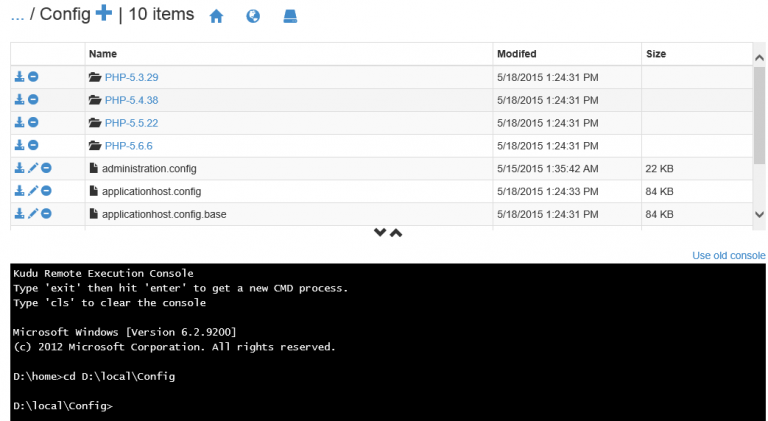 ... / Config | 10 items
Name Modifed Size
PHP-5.3.29 5/18/2015 1:24:31 PM
PHP-5.4.38 5/18/2015 1:24:31 PM
PHP-5.5.22 5/18/2015 1:24:31 PM
PHP-5.6.6 5/18/2015 1:24:31 PM
administration.config 5/15/2015 1:35:42 AM 22 KB
applicationhost.config 5/18/2015 1:24:33 PM 84 KB
applicationhost.config.base 5/18/2015 1:24:31 PM 84 KB
Use old console
Kudu Remote Execution Console
Type 'exit' then hit 'enter' to get a new CMD process.
Type 'cls' to clear the console
Microsoft Windows [Version 6.2.9200]
(c) 2012 Microsoft Corporation. All rights reserved.
D:\home>cd D:\local\Config
D:\local\Config>